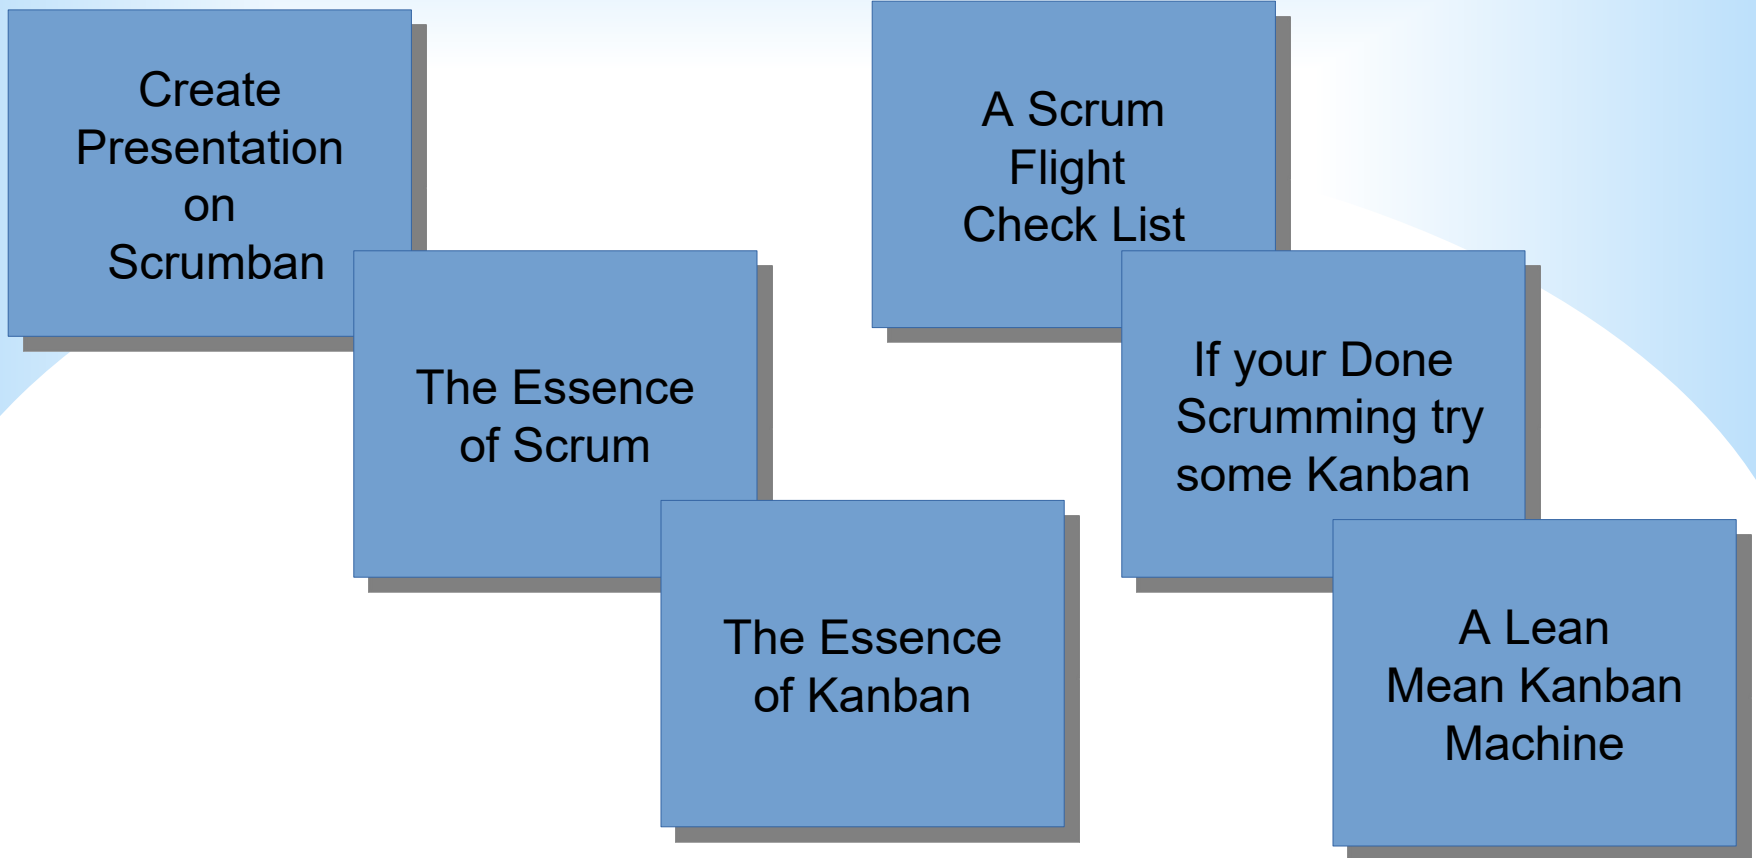 Create
Presentation
on
Scrumban
The Essence
of Scrum
The Essence
of Kanban
A Scrum
Flight
Check List
If your Done
Scrumming try
some Kanban
A Lean
Mean Kanban
Machine